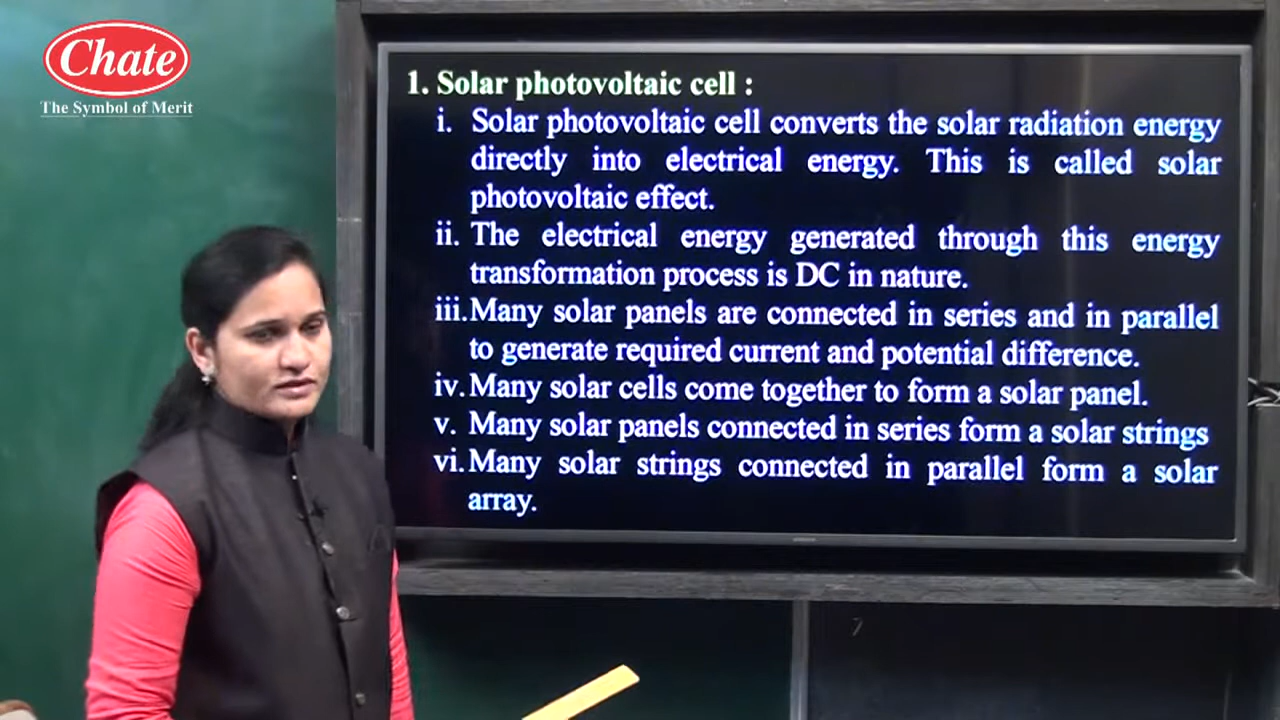 Chate
The Symbol of Merit
1. Solar photovoltaic cell :
i. Solar photovoltaic cell converts the solar radiation energy
directly into electrical energy. This is called solar
photovoltaic effect.
ii. The electrical energy generated through this energy
transformation process is DC in nature.
iii. Many solar panels are connected in series and in parallel
to generate required current and potential difference.
iv. Many solar cells come together to form a solar panel.
v. Many solar panels connected in series form a solar strings
vi. Many solar strings connected in parallel form a solar
array.